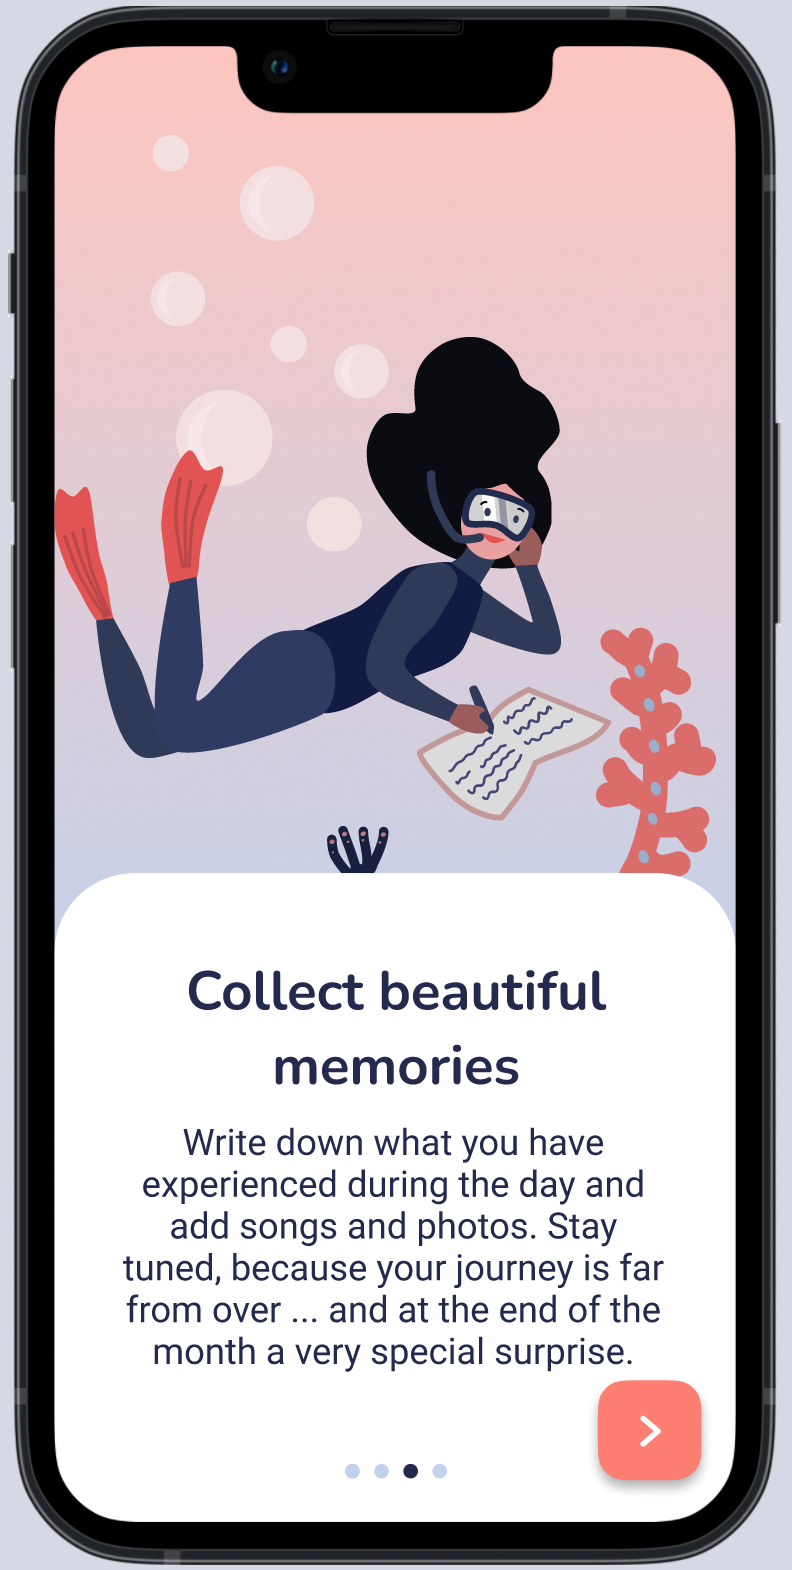 Collect beautiful
memories
Write down what you have
experienced during the day and
add songs and photos. Stay
tuned, because your journey is far
from over ... and at the end of the
month a very special surprise.